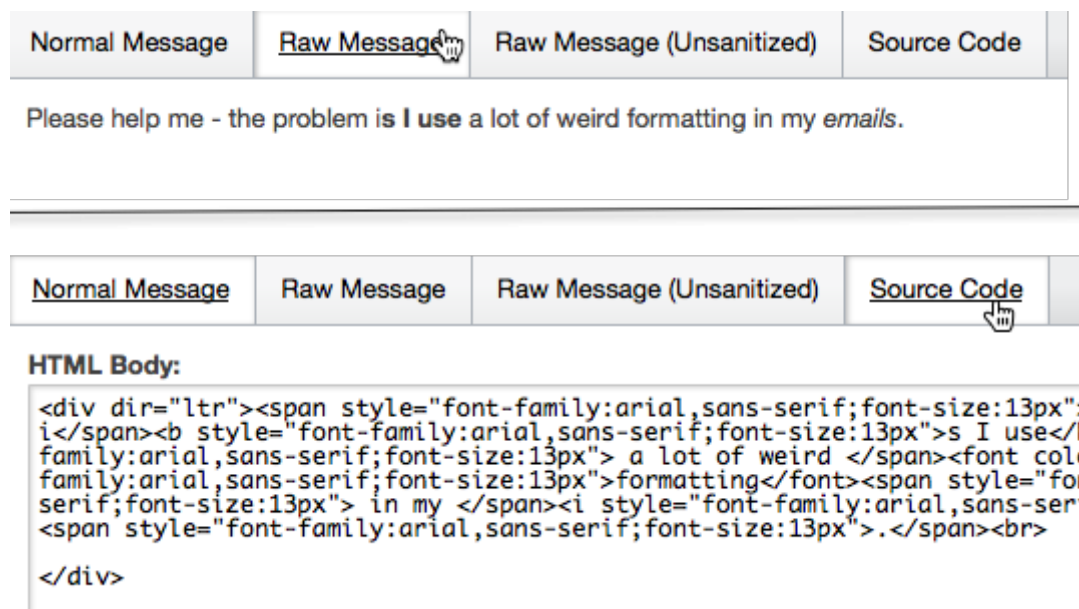 Normal Message Raw Message Raw Message (Unsanitized) Source Code
Please help me - the problem is I use a lot of weird formatting in my emails.
Normal Message Raw Message Raw Message (Unsanitized) Source Code
HTML Body:
<div dir="ltr"><span style="font-family:arial,sans-serif;font-size:13px"
i</span><b style="font-family:arial,sans-serif;font-size:13px">s I use</
family:arial,sans-serif;font-size:13px"> a lot of weird </span><font col
family:arial,sans-serif;font-size:13px">formatting</font><span style="fo
serif;font-size:13px"> in my </span><i style="font-family:arial,sans-ser
<span style="font-family:arial,sans-serif;font-size:13px">.</span><br>
</div>